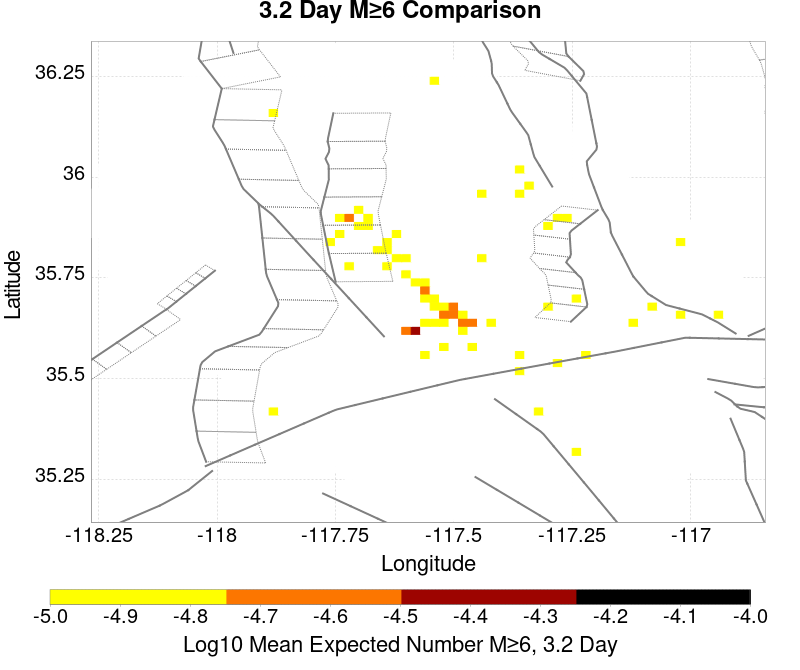 3.2 Day M≥6 Comparison
36.25
36
35.75
35.5
35.25
Latitude
-118.25 -118 -117.75 -117.5 -117.25 -117
Longitude
-5.0 -4.9 -4.8 -4.7 -4.6 -4.5 -4.4 -4.3 -4.2 -4.1 -4.0
Log10 Mean Expected Number M≥6, 3.2 Day